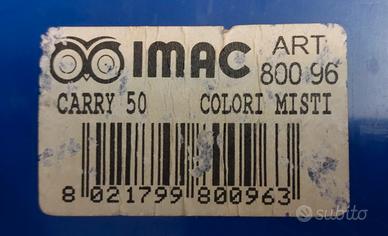 IMAC ART
800 96
CARRY 50 COLORI MISTI
8 021799 800963
subito